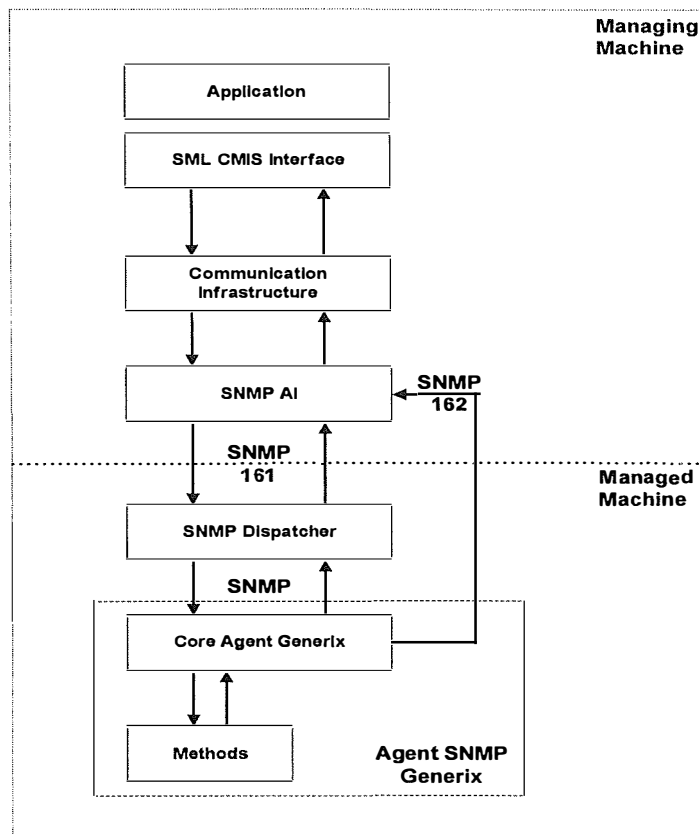 Managing
Machine
Application
SML CMIS Interface
Communication
Infrastructure
SNMP AI
SNMP
162
SNMP
161
Managed
Machine
SNMP Dispatcher
SNMP
Core Agent Generix
Methods
Agent SNMP
Generix